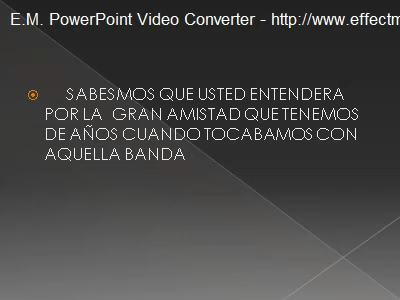 E.M. PowerPoint Video Converter - http://www.effectm
SABESMOS QUE USTED ENTENDERA
POR LA GRAN AMISTAD QUE TENEMOS
DE AÑOS CUANDO TOCABAMOS CON
AQUELLA BANDA